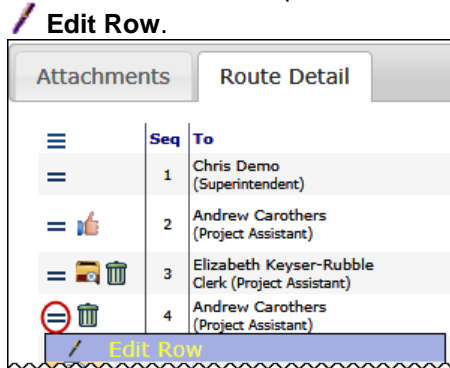 Edit Row.
Attachments Route Detail
Seq To
1 Chris Demo
(Superintendent)
2 Andrew Carothers
(Project Assistant)
3 Elizabeth Keyser-Rubble
Clerk (Project Assistant)
4 Andrew Carothers
(Project Assistant)
Edit Row